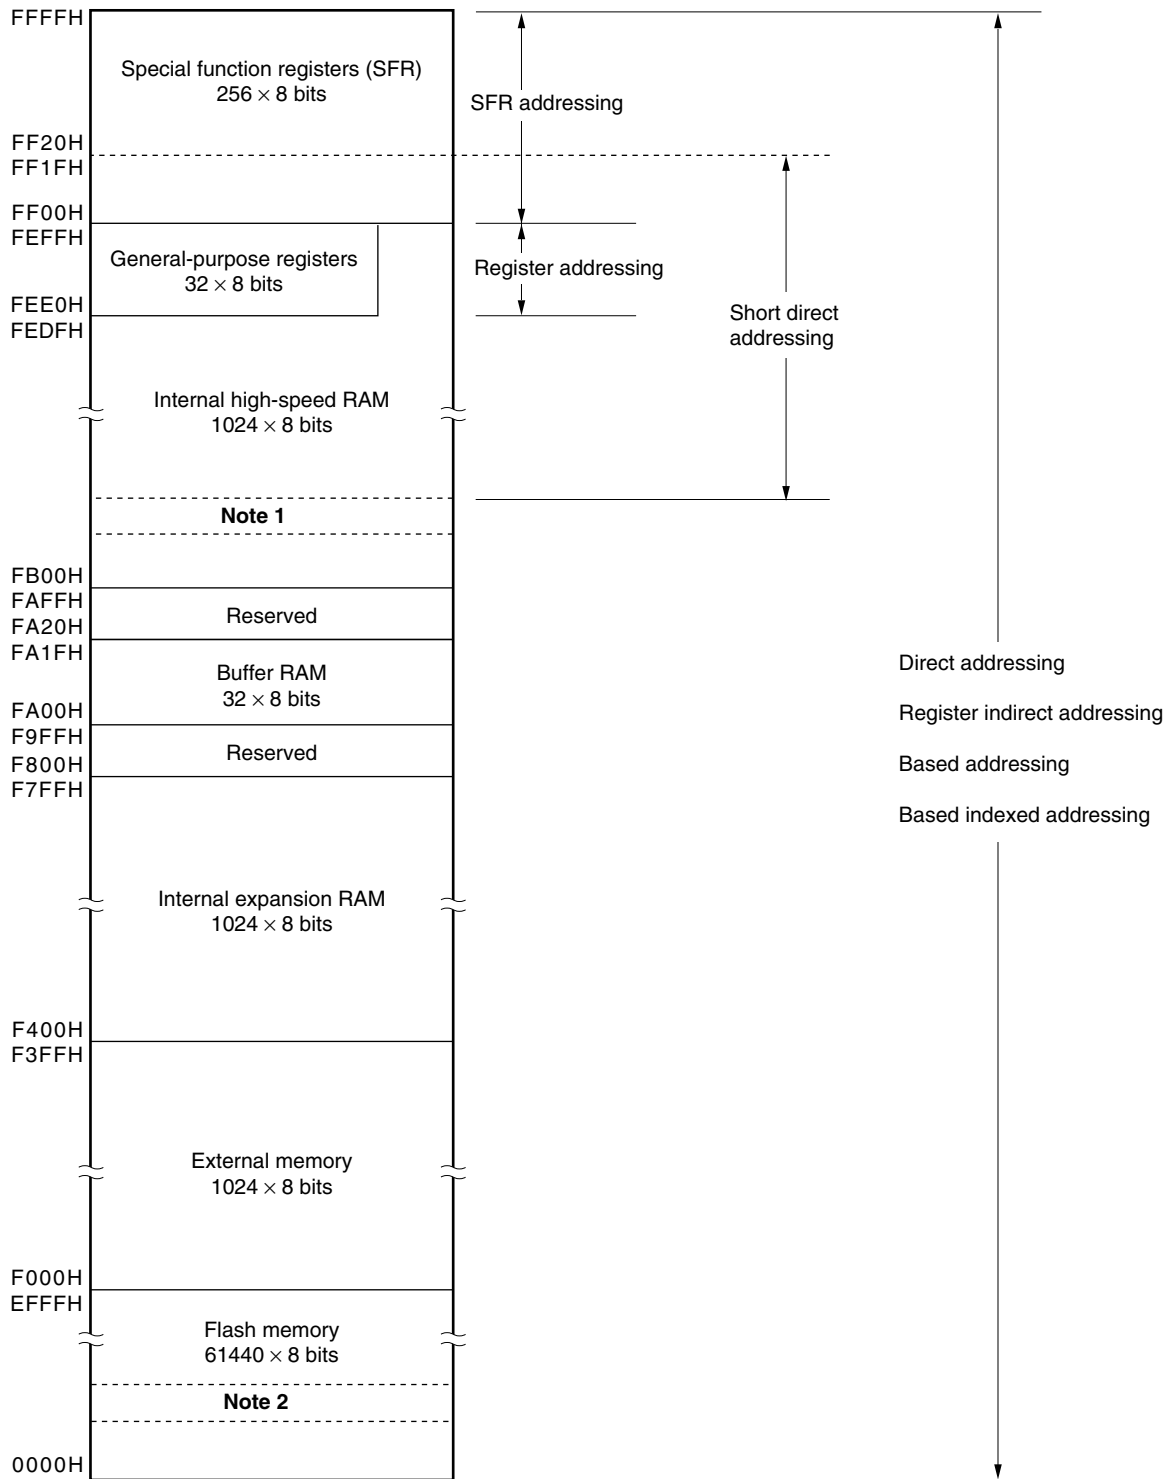 FFFFH
Special function registers (SFR)
256 × 8 bits
SFR addressing
FF20H
FF1FH
FF00H
FEFFH
General-purpose registers
32 × 8 bits
Register addressing
FEE0H
FEDFH
Short direct
addressing
Internal high-speed RAM
1024 × 8 bits
Note 1
FB00H
FAFFH
Reserved
FA20H
FA1FH
Buffer RAM
32 × 8 bits
Direct addressing
FA00H
Register indirect addressing
F9FFH
Reserved
F800H
Based addressing
F7FFH
Based indexed addressing
Internal expansion RAM
1024 × 8 bits
F400H
F3FFH
External memory
1024 × 8 bits
F000H
EFFFH
Flash memory
61440 × 8 bits
Note 2
0000H